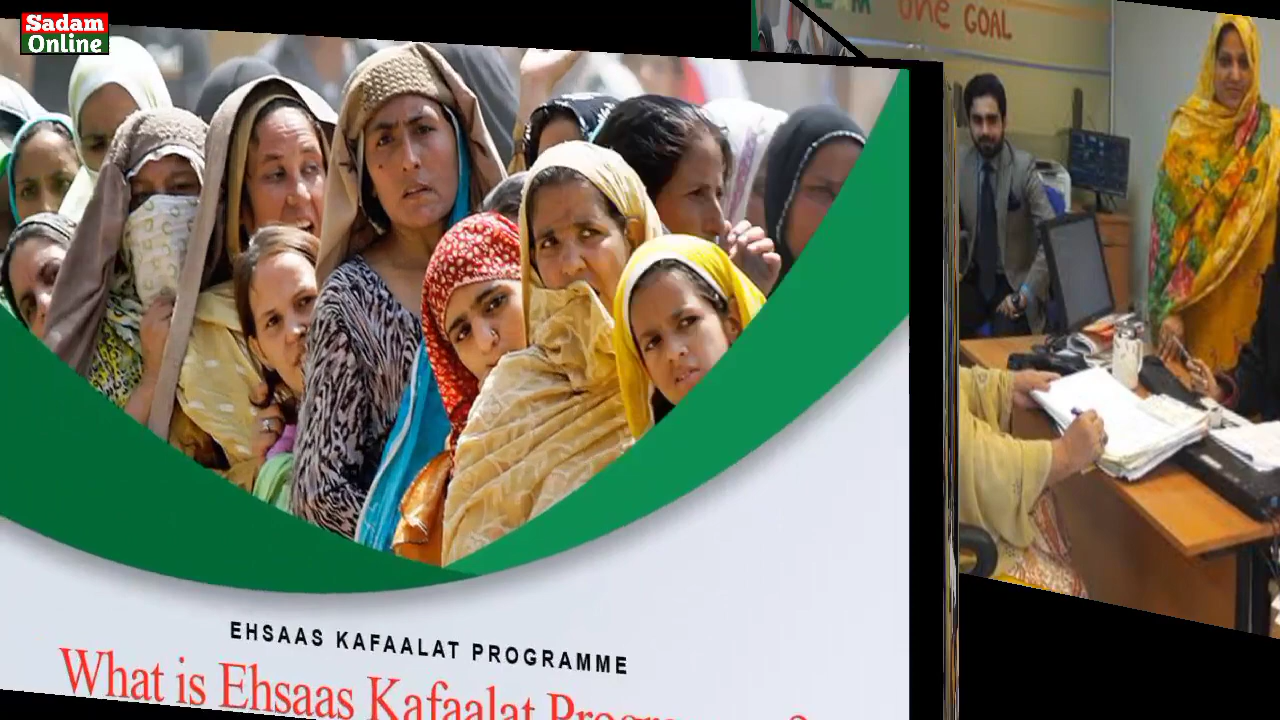 Sadam
Online
one GOAL
EHSAAS KAFAALAT PROGRAMME
What is Ehsaas Kafaalat